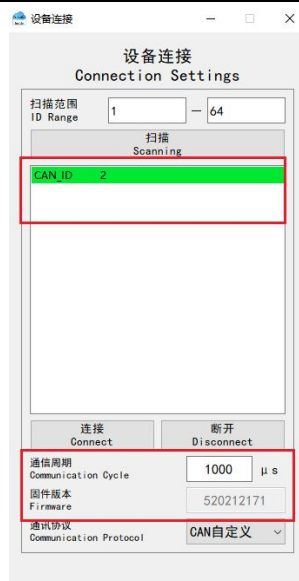 设备连接
设备连接
Connection Settings
扫描范围
ID Range
1
—
64
扫描
Scanning
CAN_ID 2
连接
Connect
断开
Disconnect
通信周期
Communication Cycle
1000
μs
固件版本
Firmware
520212171
通讯协议
Communication Protocol
CAN自定义